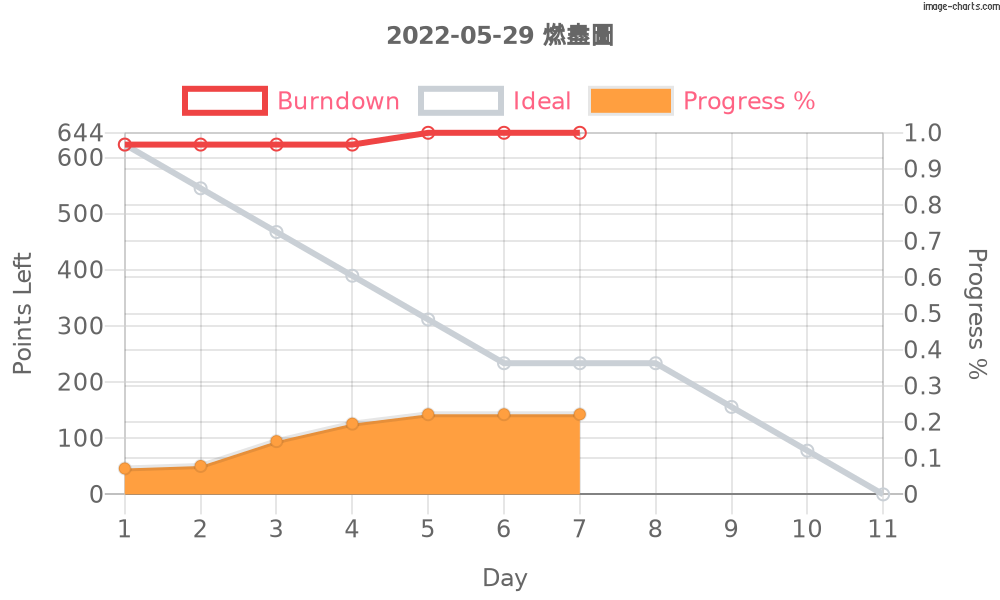 image-charts.com
2022-05-29 燃盡圖
Burndown Ideal Progress %
644 1.0
600
0.9
500 0.8
0.7
400 0.6
300 0.5
0.4
200 0.3
0.2
100 0.1
0 0
Points Left
Progress %
1 2 3 4 5 6 7 8 9 10 11
Day